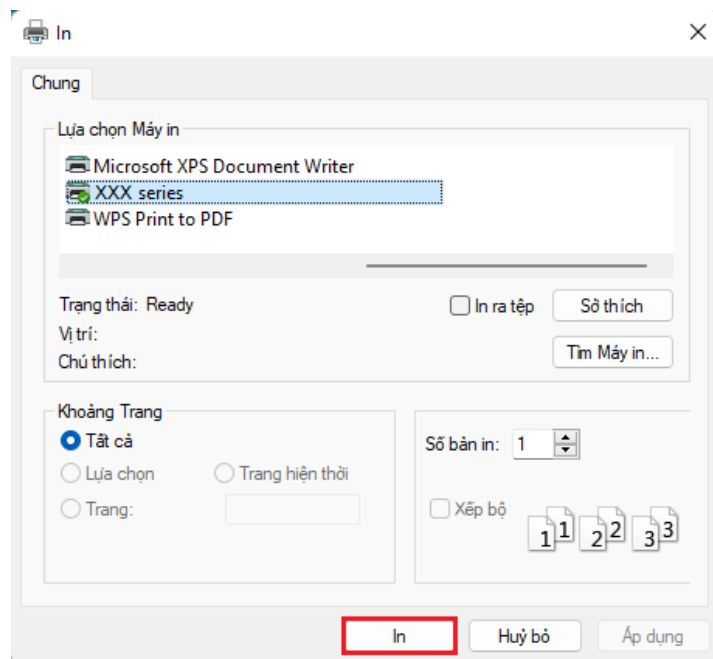 In
Chung
Lựa chọn Máy in
Microsoft XPS Document Writer
XXX series
WPS Print to PDF
Trạng thái: Ready
In ra tệp
Sở thích
Vị trí:
Tìm Máy in...
Chú thích:
Khoảng Trang
Tất cả
Số bản in: 1
Lựa chọn
Trang hiện thời
Trang:
Xếp bộ
1 1 2 2 3 3
In
Huỷ bỏ
Áp dụng